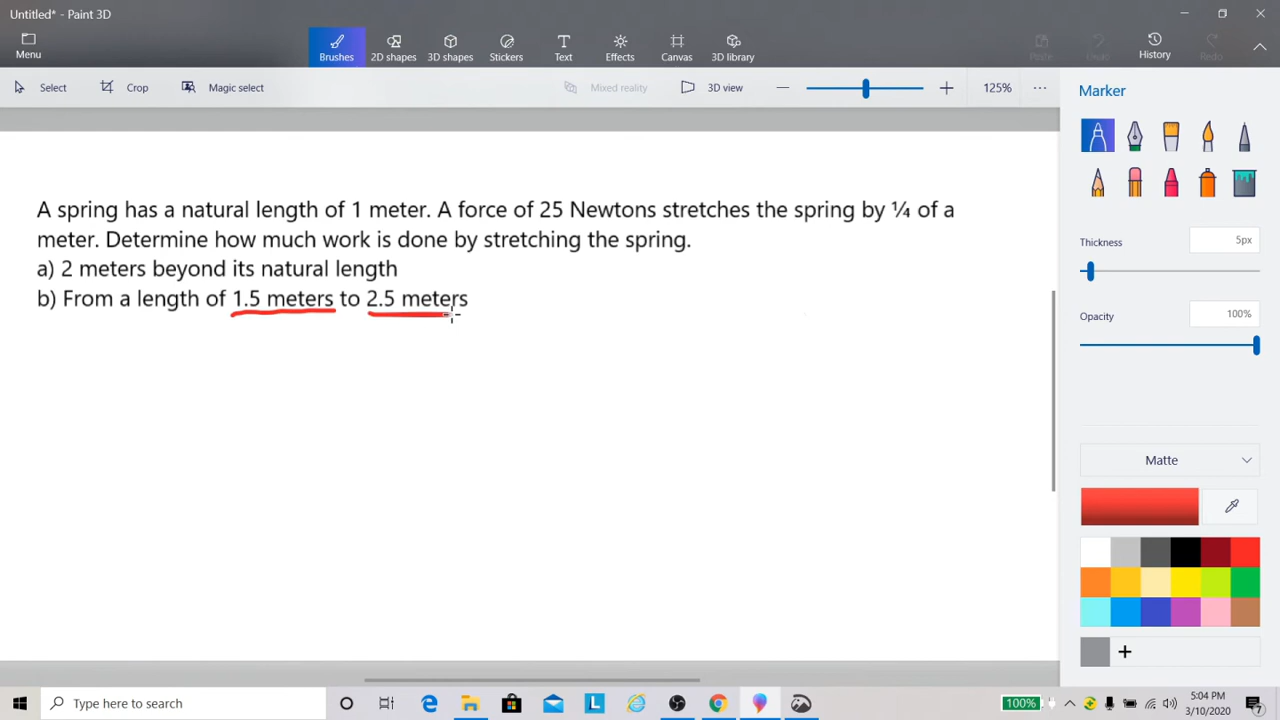 Untitled* - Paint 3D
Menu
Brushes
2D shapes
3D shapes
Stickers
Text
Effects
Canvas
3D library
Paste
Undo
History
Redo
Select
Crop
Magic select
Mixed reality
3D view
125%
Marker
A spring has a natural length of 1 meter. A force of 25 Newtons stretches the spring by ¼ of a
meter. Determine how much work is done by stretching the spring.
a) 2 meters beyond its natural length
b) From a length of 1.5 meters to 2.5 meters
Thickness
5px
Opacity
100%
Matte
Type here to search
100%
5:04 PM
3/10/2020
7